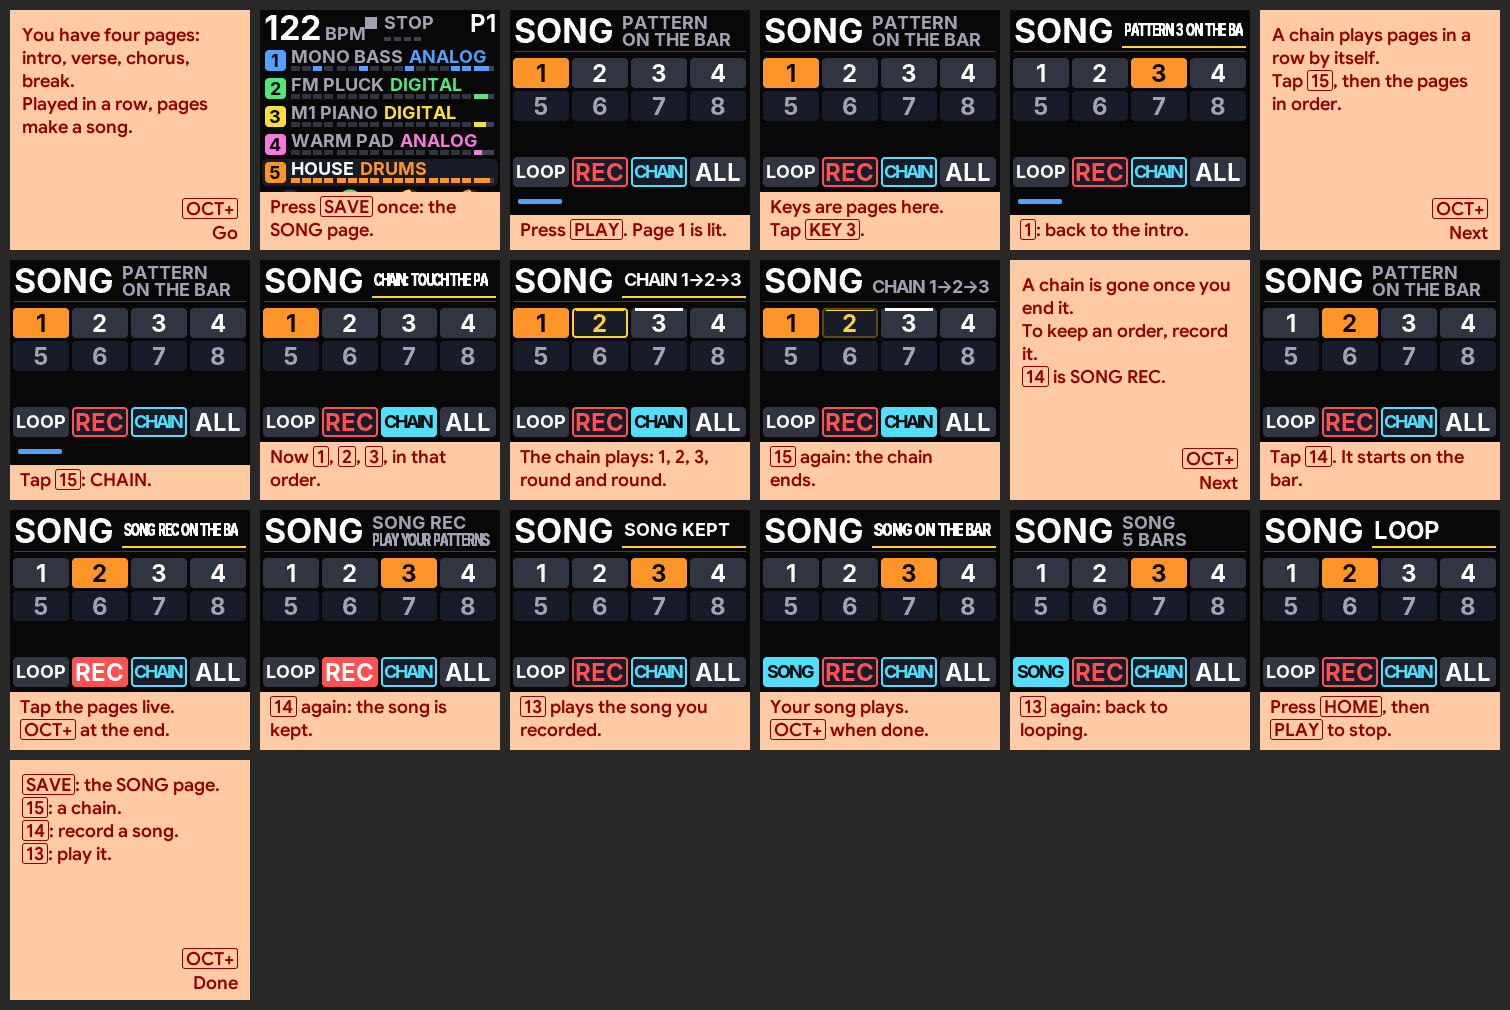 You have four pages:
intro, verse, chorus,
break.
Played in a row, pages
make a song.
OCT+
Go
122 BPM STOP P1
1 MONO BASS ANALOG
2 FM PLUCK DIGITAL
3 M1 PIANO DIGITAL
4 WARM PAD ANALOG
5 HOUSE DRUMS
Press SAVE once: the
SONG page.
SONG PATTERN
ON THE BAR
1 2 3 4
5 6 7 8
LOOP REC CHAIN ALL
Press PLAY. Page 1 is lit.
SONG PATTERN
ON THE BAR
1 2 3 4
5 6 7 8
LOOP REC CHAIN ALL
Keys are pages here.
Tap KEY 3.
SONG PATTERN 3 ON THE BA
1 2 3 4
5 6 7 8
LOOP REC CHAIN ALL
1: back to the intro.
A chain plays pages in a
row by itself.
Tap 15, then the pages
in order.
OCT+
Next
SONG PATTERN
ON THE BAR
1 2 3 4
5 6 7 8
LOOP REC CHAIN ALL
Tap 15: CHAIN.
SONG CHAIN: TOUCH THE PA
1 2 3 4
5 6 7 8
LOOP REC CHAIN ALL
Now 1, 2, 3, in that
order.
SONG CHAIN 1→2→3
1 2 3 4
5 6 7 8
LOOP REC CHAIN ALL
The chain plays: 1, 2, 3,
round and round.
SONG CHAIN 1→2→3
1 2 3 4
5 6 7 8
LOOP REC CHAIN ALL
15 again: the chain
ends.
A chain is gone once you
end it.
To keep an order, record
it.
14 is SONG REC.
OCT+
Next
SONG PATTERN
ON THE BAR
1 2 3 4
5 6 7 8
LOOP REC CHAIN ALL
Tap 14. It starts on the
bar.
SONG SONG REC ON THE BA
1 2 3 4
5 6 7 8
LOOP REC CHAIN ALL
Tap the pages live.
OCT+ at the end.
SONG SONG REC
PLAY YOUR PATTERNS
1 2 3 4
5 6 7 8
LOOP REC CHAIN ALL
14 again: the song is
kept.
SONG SONG KEPT
1 2 3 4
5 6 7 8
LOOP REC CHAIN ALL
13 plays the song you
recorded.
SONG SONG ON THE BAR
1 2 3 4
5 6 7 8
SONG REC CHAIN ALL
Your song plays.
OCT+ when done.
SONG SONG
5 BARS
1 2 3 4
5 6 7 8
SONG REC CHAIN ALL
13 again: back to
looping.
SONG LOOP
1 2 3 4
5 6 7 8
LOOP REC CHAIN ALL
Press HOME, then
PLAY to stop.
SAVE: the SONG page.
15: a chain.
14: record a song.
13: play it.
OCT+
Done